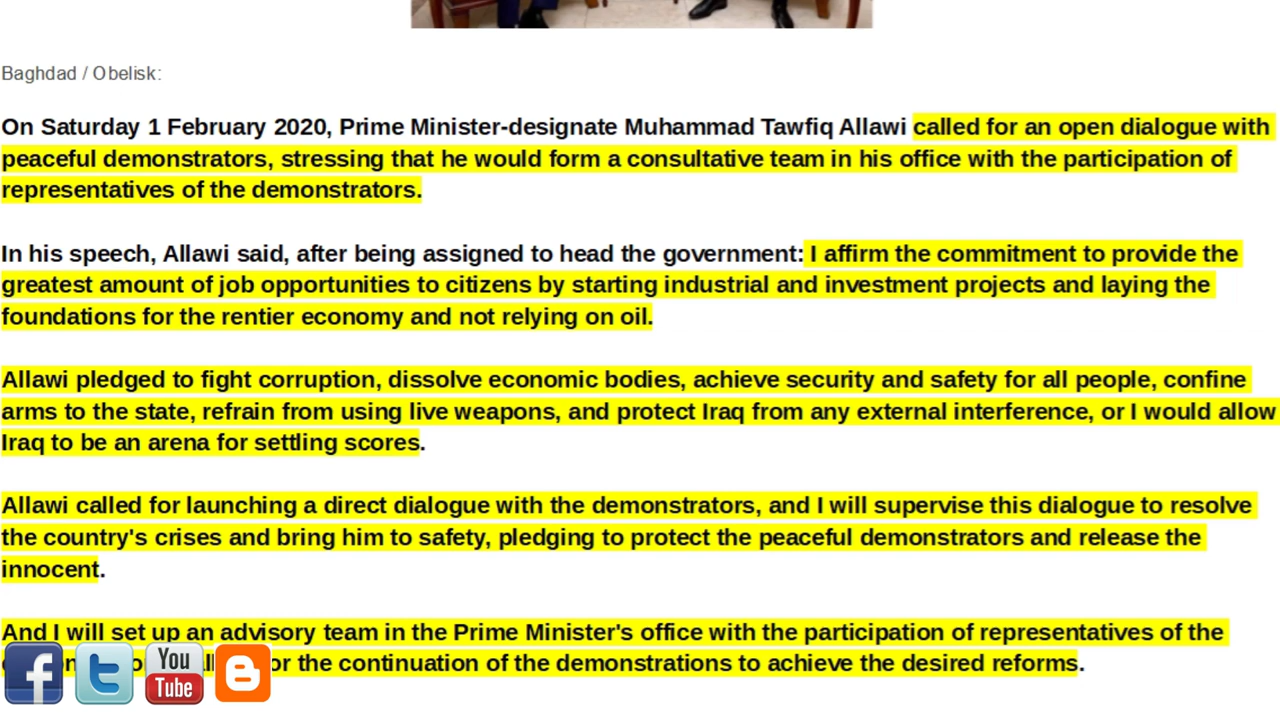 Baghdad / Obelisk:
On Saturday 1 February 2020, Prime Minister-designate Muhammad Tawfiq Allawi called for an open dialogue with
peaceful demonstrators, stressing that he would form a consultative team in his office with the participation of
representatives of the demonstrators.
In his speech, Allawi said, after being assigned to head the government: I affirm the commitment to provide the
greatest amount of job opportunities to citizens by starting industrial and investment projects and laying the
foundations for the rentier economy and not relying on oil.
Allawi pledged to fight corruption, dissolve economic bodies, achieve security and safety for all people, confine
arms to the state, refrain from using live weapons, and protect Iraq from any external interference, or I would allow
Iraq to be an arena for settling scores.
Allawi called for launching a direct dialogue with the demonstrators, and I will supervise this dialogue to resolve
the country's crises and bring him to safety, pledging to protect the peaceful demonstrators and release the
innocent.
And I will set up an advisory team in the Prime Minister's office with the participation of representatives of the
the continuation of the demonstrations to achieve the desired reforms.
You
Tube